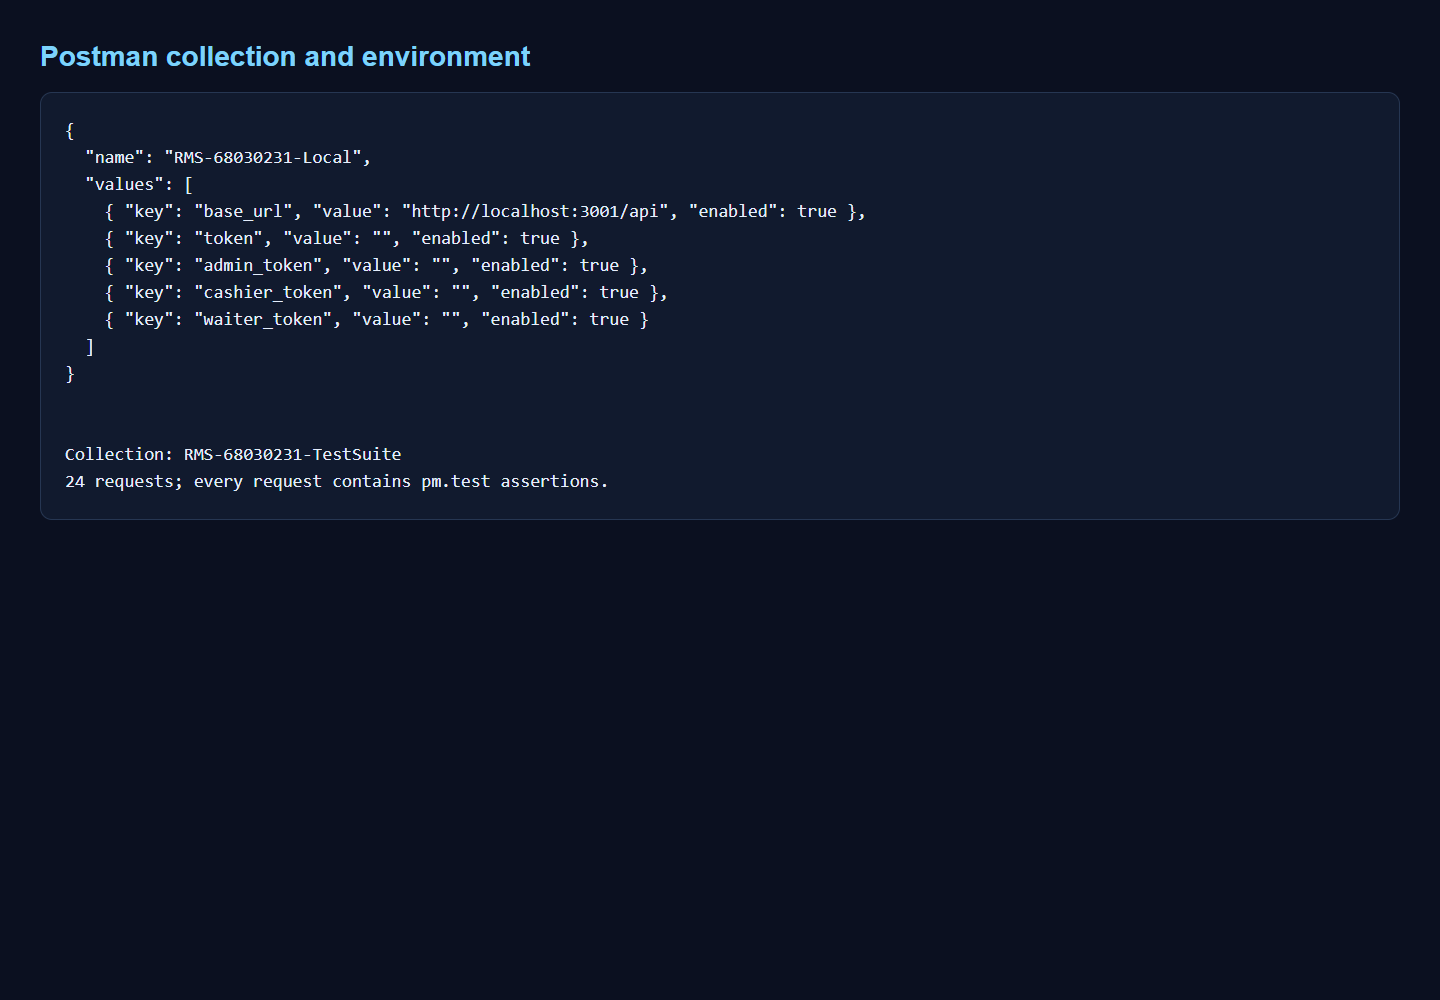 Postman collection and environment
{
  "name": "RMS-68030231-Local",
  "values": [
    { "key": "base_url", "value": "http://localhost:3001/api", "enabled": true },
    { "key": "token", "value": "", "enabled": true },
    { "key": "admin_token", "value": "", "enabled": true },
    { "key": "cashier_token", "value": "", "enabled": true },
    { "key": "waiter_token", "value": "", "enabled": true }
  ]
}
Collection: RMS-68030231-TestSuite
24 requests; every request contains pm.test assertions.